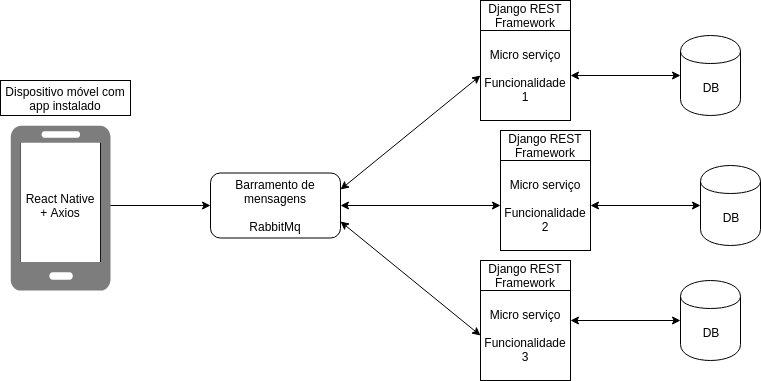 Dispositivo móvel com
app instalado
React Native
+ Axios
Barramento de
mensagens
RabbitMq
Django REST
Framework
Micro serviço
Funcionalidade
1
DB
Django REST
Framework
Micro serviço
Funcionalidade
2
DB
Django REST
Framework
Micro serviço
Funcionalidade
3
DB